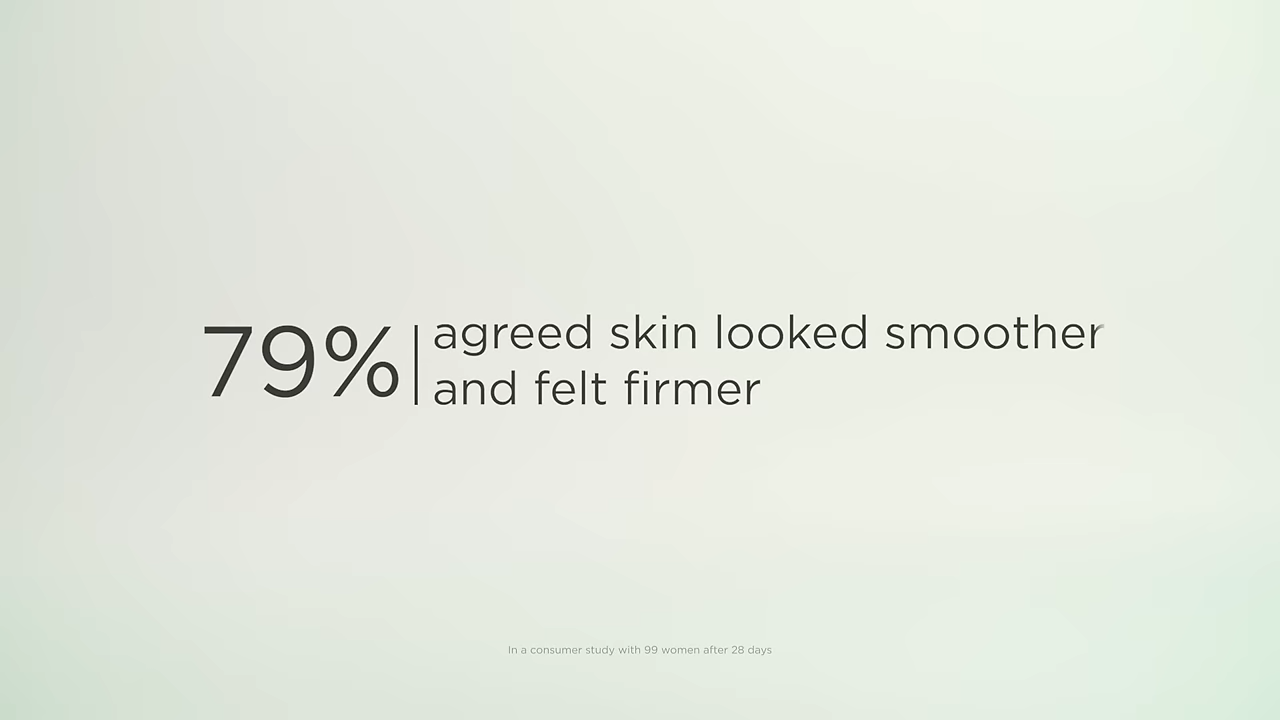 79%
agreed skin looked smoother
and felt firmer
In a consumer study with 99 women after 28 days